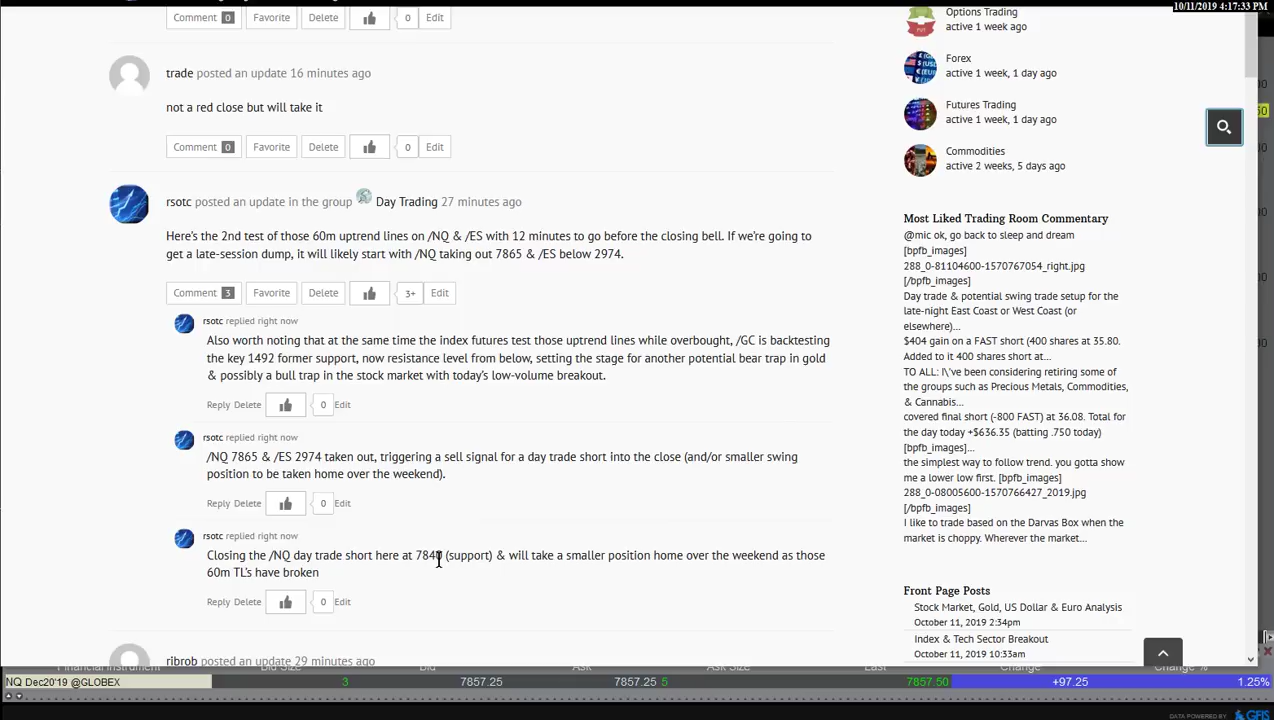 10/11/2019 4:17:33 PM
Comment 0 Favorite Delete 0 Edit
trade posted an update 16 minutes ago
not a red close but will take it
Comment 0 Favorite Delete 0 Edit
rsotc posted an update in the group Day Trading 27 minutes ago
Here's the 2nd test of those 60m uptrend lines on /NQ & /ES with 12 minutes to go before the closing bell. If we're going to
get a late-session dump, it will likely start with /NQ taking out 7865 & /ES below 2974.
Comment 3 Favorite Delete 3+ Edit
rsotc replied right now
Also worth noting that at the same time the index futures test those uptrend lines while overbought, /GC is backtesting
the key 1492 former support, now resistance level from below, setting the stage for another potential bear trap in gold
& possibly a bull trap in the stock market with today's low-volume breakout.
Reply Delete 0 Edit
rsotc replied right now
/NQ 7865 & /ES 2974 taken out, triggering a sell signal for a day trade short into the close (and/or smaller swing
position to be taken home over the weekend).
Reply Delete 0 Edit
rsotc replied right now
Closing the /NQ day trade short here at (support) & will take a smaller position home over the weekend as those
60m TL's have broken
Reply Delete 0 Edit
ribrob posted an update 29 minutes ago
Options Trading
active 1 week ago
Forex
active 1 week, 1 day ago
Futures Trading
active 1 week, 1 day ago
Commodities
active 2 weeks, 5 days ago
Most Liked Trading Room Commentary
@mic ok, go back to sleep and dream
[bpfb_images]
288_0-81104600-1570767054_right.jpg
[/bpfb_images]
Day trade & potential swing trade setup for the
late-night East Coast or West Coast (or
elsewhere)...
$404 gain on a FAST short (400 shares at 35.80.
Added to it 400 shares short at...
TO ALL: I\'ve been considering retiring some of
the groups such as Precious Metals, Commodities,
& Cannabis...
covered final short (-800 FAST) at 36.08. Total for
the day today +$636.35 (batting .750 today)
[bpfb_images]...
the simplest way to follow trend. you gotta show
me a lower low first. [bpfb_images]
288_0-08005600-1570766427_2019.jpg
[/bpfb_images]
I like to trade based on the Darvas Box when the
market is choppy. Wherever the market...
Front Page Posts
Stock Market, Gold, US Dollar & Euro Analysis
October 11, 2019 2:34pm
Index & Tech Sector Breakout
October 11, 2019 10:33am
Financial Instrument Bid Size Bid Ask Ask Size Last Change Change %
NQ Dec20'19 @GLOBEX 3 7857.25 7857.25 5 7857.50 +97.25 1.25%
DATA POWERED BY GFIS